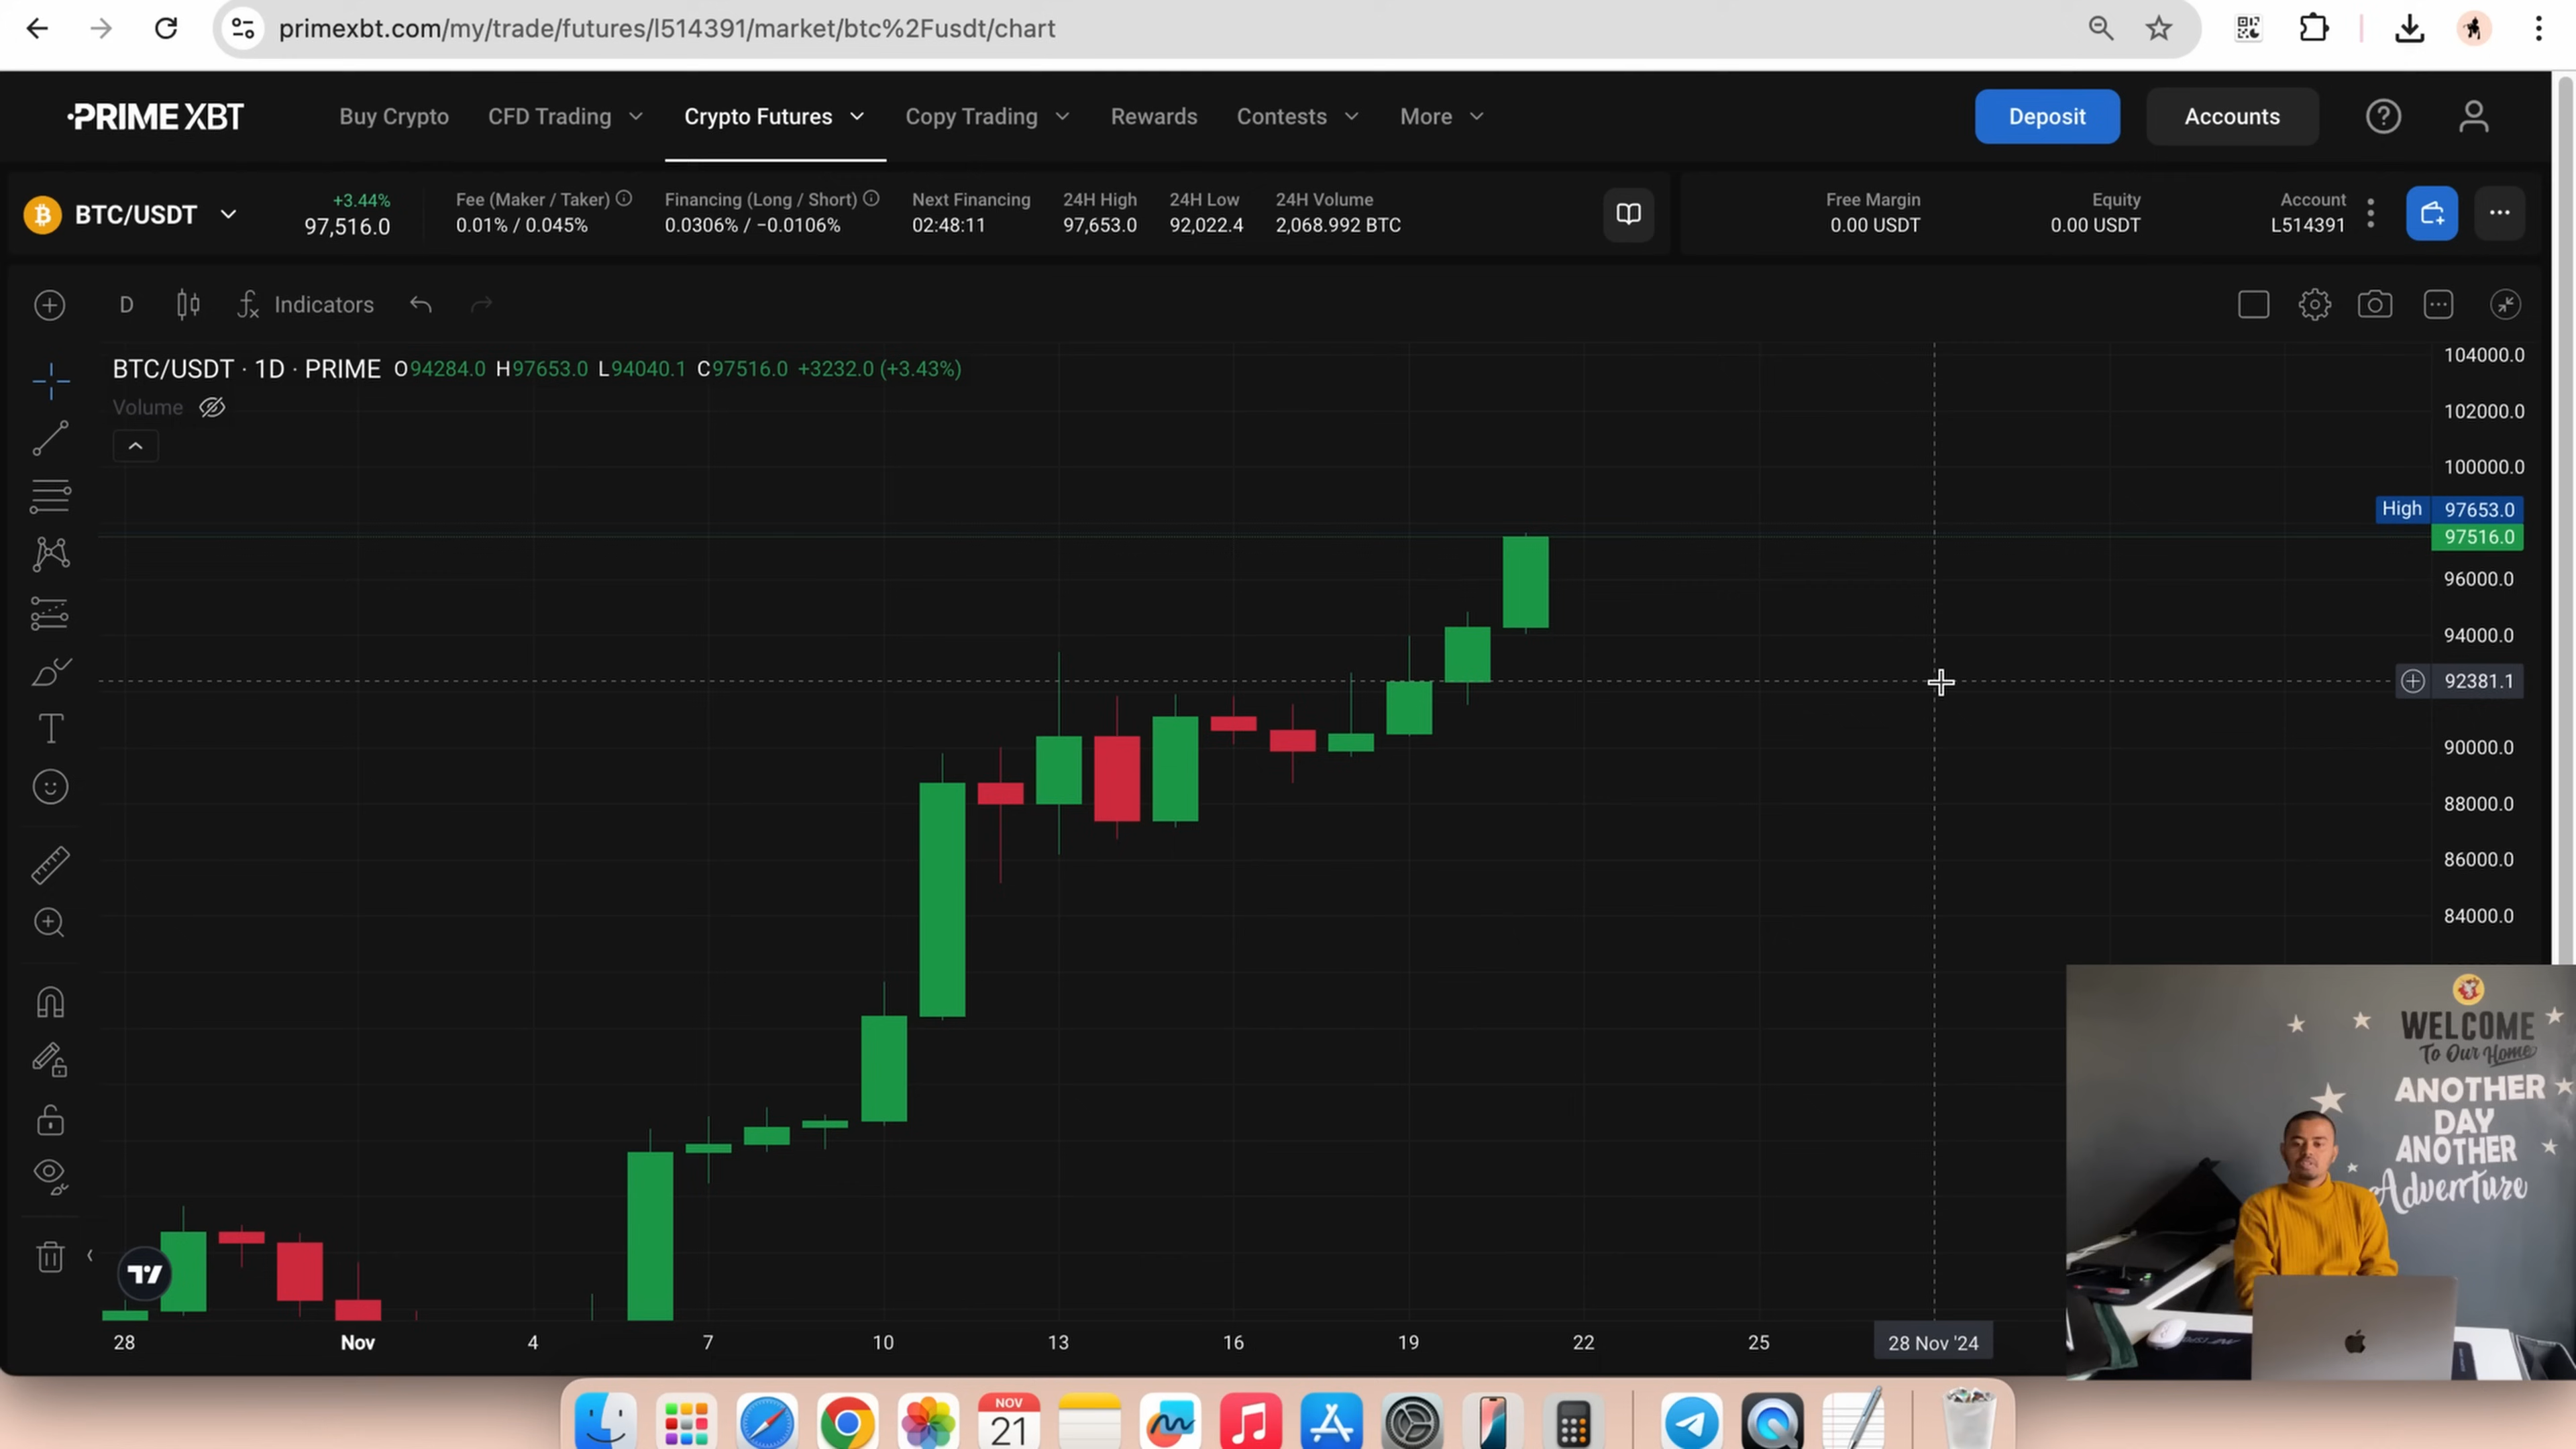 primexbt.com/my/trade/futures/l514391/market/btc%2Fusdt/chart
PRIME XBT Buy Crypto CFD Trading Crypto Futures Copy Trading Rewards Contests More Deposit Accounts
BTC/USDT
+3.44%
97,516.0
Fee (Maker / Taker)
0.01% / 0.045%
Financing (Long / Short)
0.0306% / −0.0106%
Next Financing
02:48:11
24H High
97,653.0
24H Low
92,022.4
24H Volume
2,068.992 BTC
Free Margin
0.00 USDT
Equity
0.00 USDT
Account
L514391
D Indicators
BTC/USDT · 1D · PRIME O94284.0 H97653.0 L94040.1 C97516.0 +3232.0 (+3.43%)
Volume
104000.0
102000.0
100000.0
High 97653.0
97516.0
96000.0
94000.0
92381.1
90000.0
88000.0
86000.0
84000.0
WELCOME
To Our Home
ANOTHER
DAY
ANOTHER
Adventure
28 Nov 4 7 10 13 16 19 22 25 28 Nov '24
NOV
21